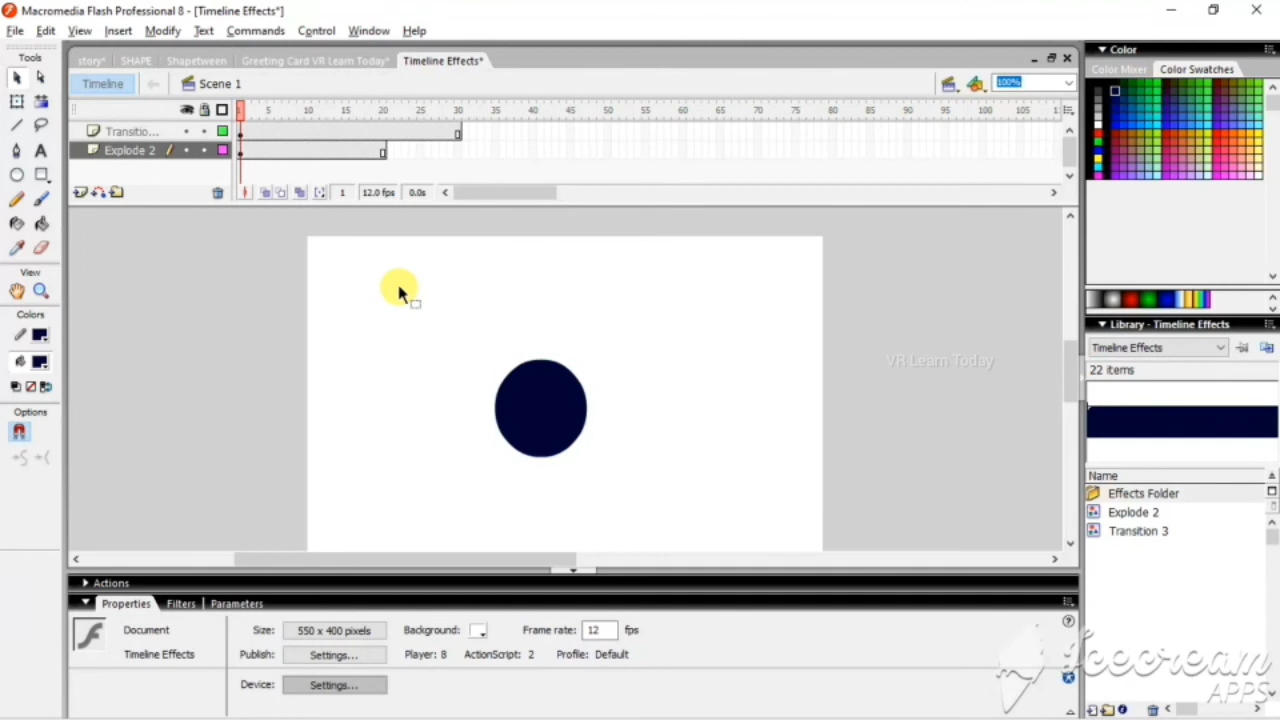 Macromedia Flash Professional 8 - [Timeline Effects*]
File Edit View Insert Modify Text Commands Control Window Help
Tools
story* SHAPE Shapetween Greeting Card VR Learn Today* Timeline Effects*
Timeline Scene 1 100%
1 5 10 15 20 25 30 35 40 45 50 55 60 65 70 75 80 85 90 95 100 105
Transitio...
Explode 2
1 12.0 fps 0.0s
View
Colors
Options
VR Learn Today
Color
Color Mixer Color Swatches
Library - Timeline Effects
Timeline Effects
22 items
Name
Effects Folder
Explode 2
Transition 3
Actions
Properties Filters Parameters
Document Size: 550 x 400 pixels Background: Frame rate: 12 fps
Timeline Effects Publish: Settings... Player: 8 ActionScript: 2 Profile: Default
Device: Settings...
Icecream
APPS